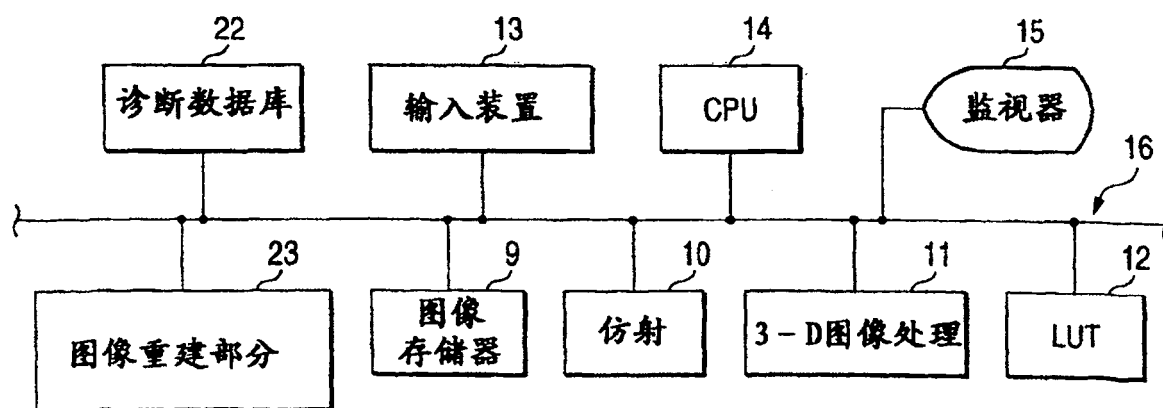 22
13
14
15
诊断数据库
输入装置
CPU
监视器
16
23
9
10
11
12
图像重建部分
图像
存储器
仿射
3-D图像处理
LUT